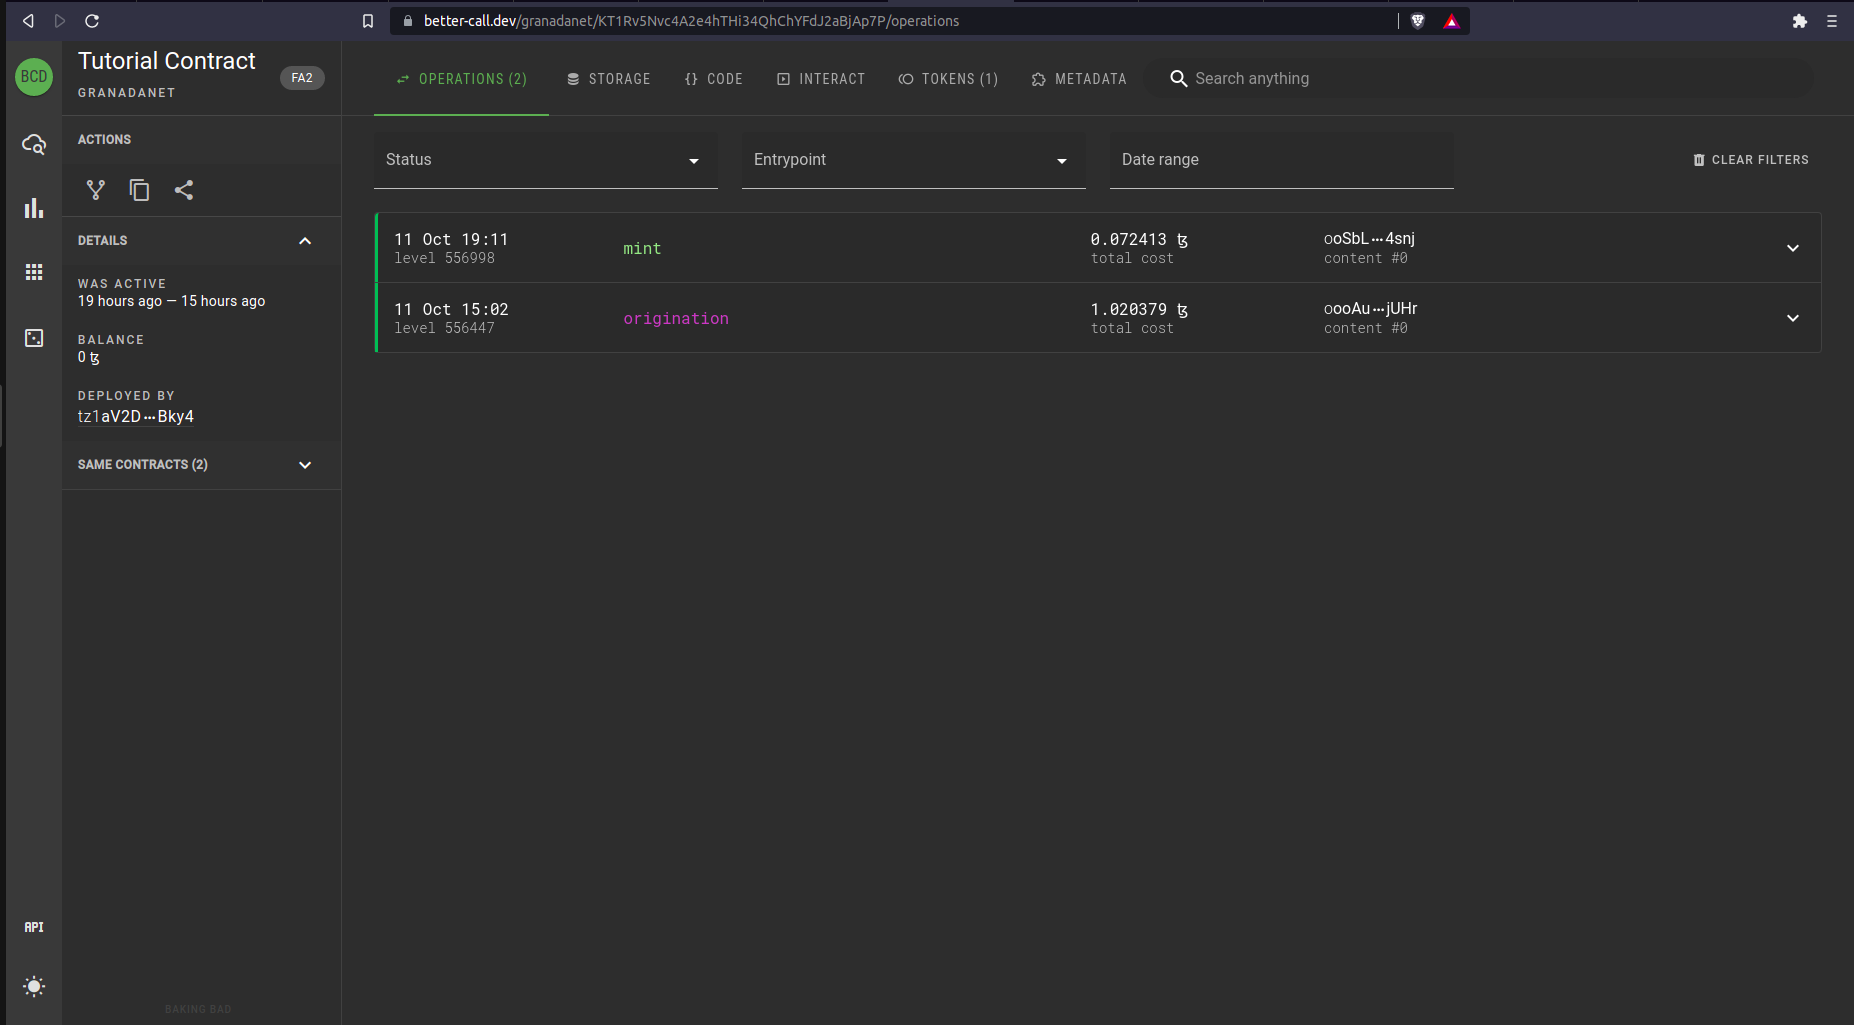 better-call.dev/granadanet/KT1Rv5Nvc4A2e4hTHi34QhChYFdJ2aBjAp7P/operations
BCD
Tutorial Contract
FA2
GRANADANET
OPERATIONS (2)
STORAGE
{} CODE
INTERACT
TOKENS (1)
METADATA
Search anything
ACTIONS
Status
Entrypoint
Date range
CLEAR FILTERS
DETAILS
WAS ACTIVE
19 hours ago — 15 hours ago
BALANCE
0 ꜩ
DEPLOYED BY
tz1aV2D···Bky4
SAME CONTRACTS (2)
11 Oct 19:11
level 556998
mint
0.072413 ꜩ
total cost
ooSbL···4snj
content #0
11 Oct 15:02
level 556447
origination
1.020379 ꜩ
total cost
oooAu···jUHr
content #0
API
BAKING BAD